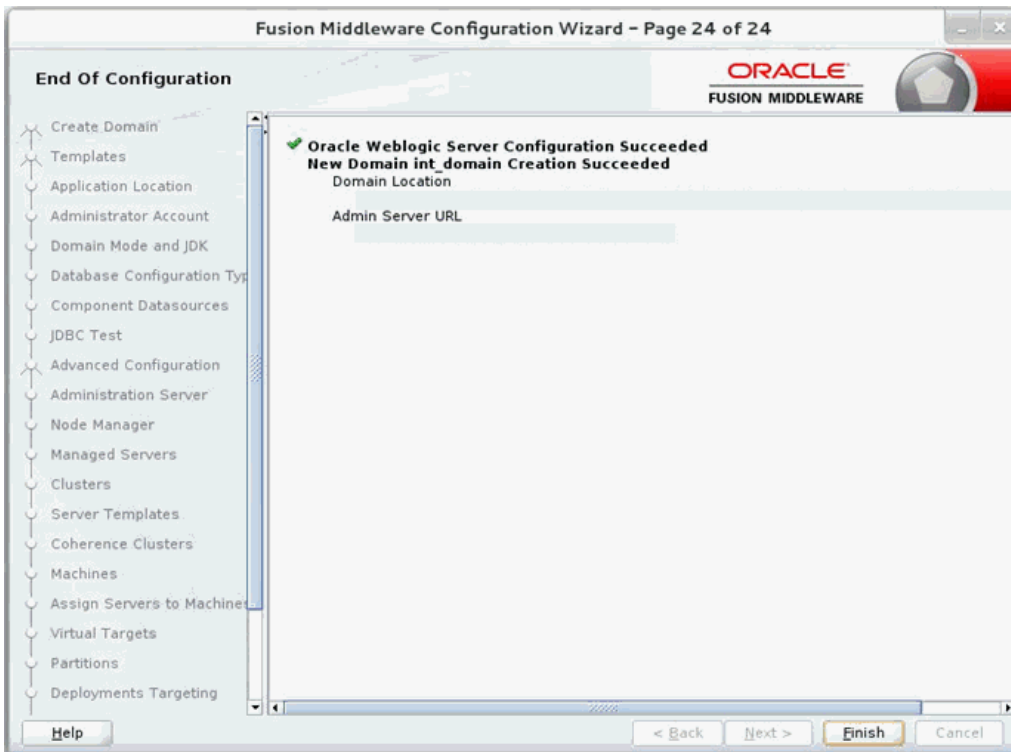 Fusion Middleware Configuration Wizard – Page 24 of 24
End Of Configuration
ORACLE
FUSION MIDDLEWARE
Create Domain
Templates
Application Location
Administrator Account
Domain Mode and JDK
Database Configuration Typ
Component Datasources
JDBC Test
Advanced Configuration
Administration Server
Node Manager
Managed Servers
Clusters
Server Templates
Coherence Clusters
Machines
Assign Servers to Machines
Virtual Targets
Partitions
Deployments Targeting
Oracle Weblogic Server Configuration Succeeded
New Domain int_domain Creation Succeeded
Domain Location
Admin Server URL
Help
< Back
Next >
Finish
Cancel